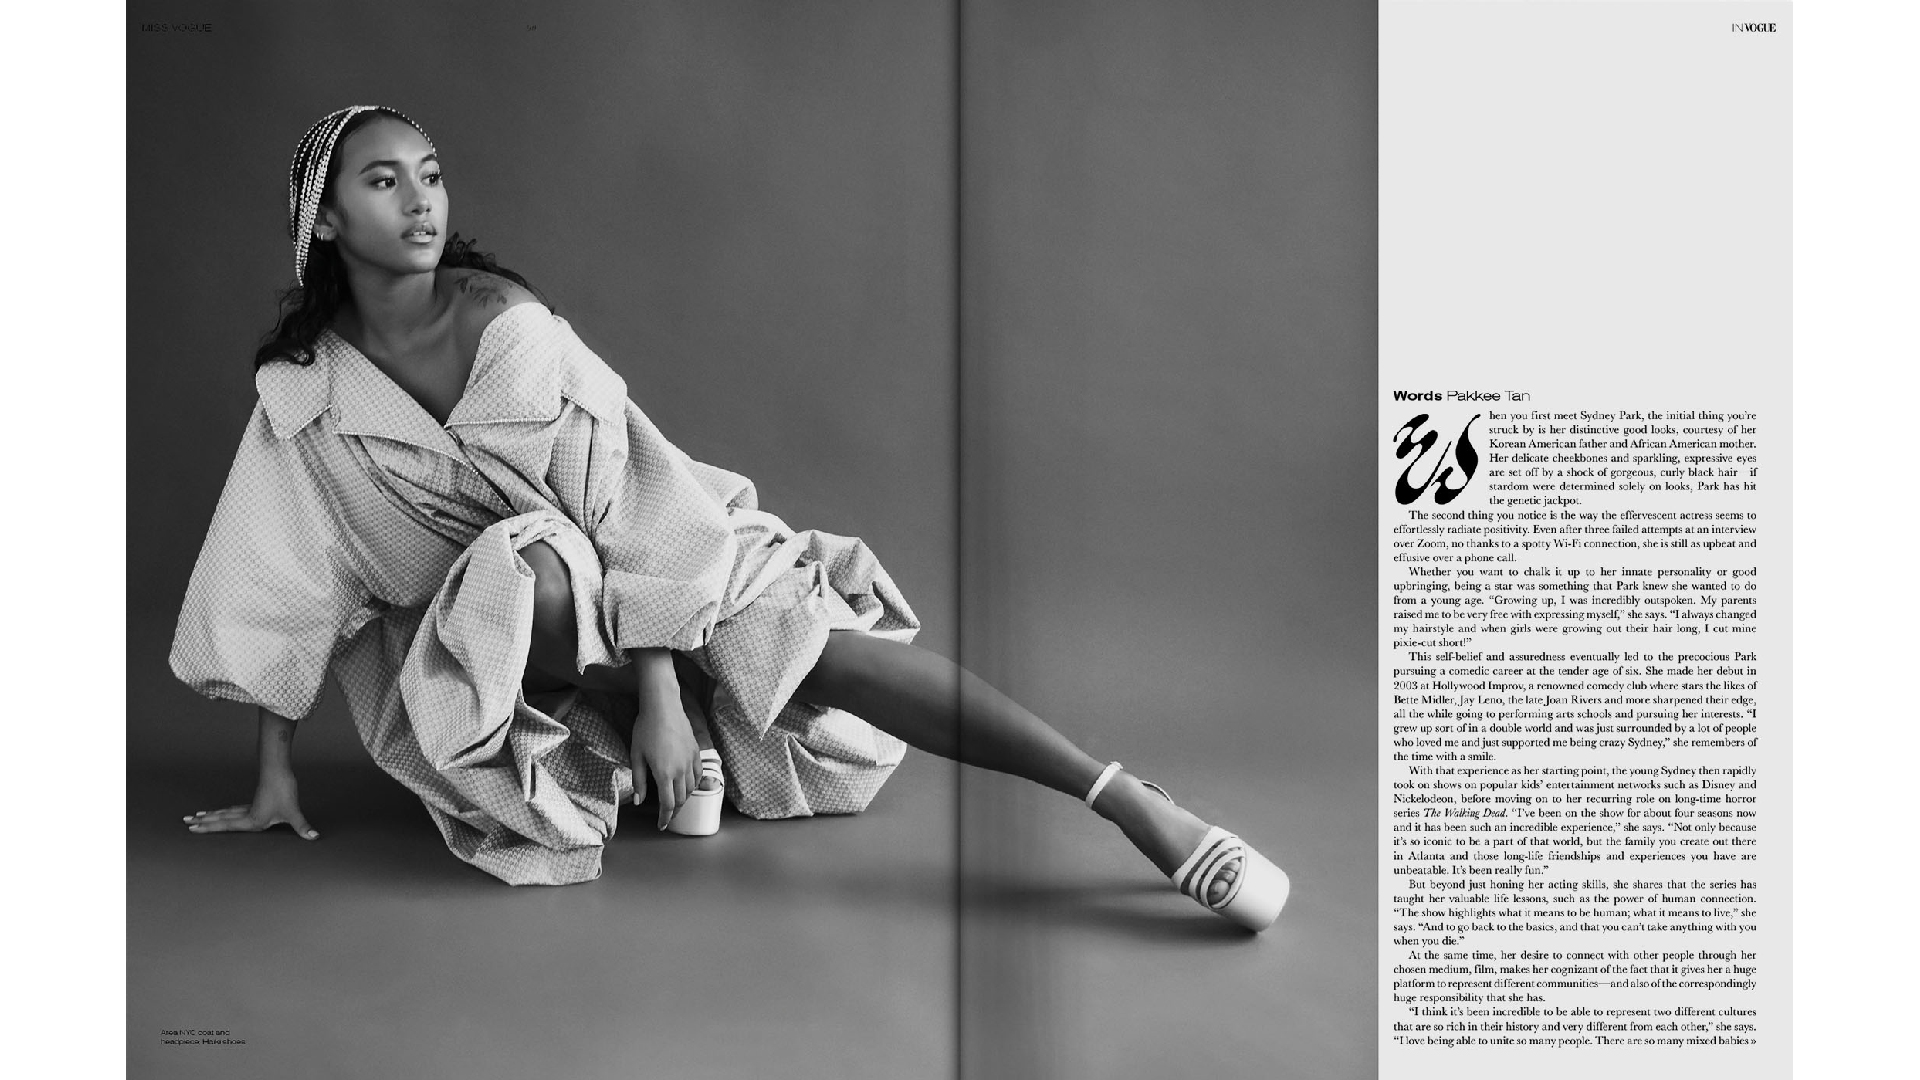 MISS VOGUE
INVOGUE
Words Pakkee Tan
When you first meet Sydney Park, the initial thing you’re
struck by is her distinctive good looks, courtesy of her
Korean American father and African American mother.
Her delicate cheekbones and sparkling, expressive eyes
are set off by a shock of gorgeous, curly black hair if
stardom were determined solely on looks, Park has hit
the genetic jackpot.
The second thing you notice is the way the effervescent actress seems to
effortlessly radiate positivity. Even after three failed attempts at an interview
over Zoom, no thanks to a spotty Wi-Fi connection, she is still as upbeat and
effusive over a phone call.
Whether you want to chalk it up to her innate personality or good
upbringing, being a star was something that Park knew she wanted to do
from a young age. “Growing up, I was incredibly outspoken. My parents
raised me to be very free with expressing myself,” she says. “I always changed
my hairstyle and when girls were growing out their hair long, I cut mine
pixie-cut short!”
This self-belief and assuredness eventually led to the precocious Park
pursuing a comedic career at the tender age of six. She made her debut in
2003 at Hollywood Improv, a renowned comedy club where stars the likes of
Bette Midler, Jay Leno, the late Joan Rivers and more sharpened their edge,
all the while going to performing arts schools and pursuing her interests. “I
grew up sort of in a double world and was just surrounded by a lot of people
who loved me and just supported me being crazy Sydney,” she remembers of
the time with a smile.
With that experience as her starting point, the young Sydney then rapidly
took on shows on popular kids’ entertainment networks such as Disney and
Nickelodeon, before moving on to her recurring role on long-time horror
series The Walking Dead. “I’ve been on the show for about four seasons now
and it has been such an incredible experience,” she says. “Not only because
it’s so iconic to be a part of that world, but the family you create out there
in Atlanta and those long-life friendships and experiences you have are
unbeatable. It’s been really fun.”
But beyond just honing her acting skills, she shares that the series has
taught her valuable life lessons, such as the power of human connection.
“The show highlights what it means to be human; what it means to live,” she
says. “And to go back to the basics, and that you can’t take anything with you
when you die.”
At the same time, her desire to connect with other people through her
chosen medium, film, makes her cognizant of the fact that it gives her a huge
platform to represent different communities—and also of the correspondingly
huge responsibility that she has.
“I think it’s been incredible to be able to represent two different cultures
that are so rich in their history and very different from each other,” she says.
“I love being able to unite so many people. There are so many mixed babies »
Area NYC coat and
headpiece. Haiki shoes